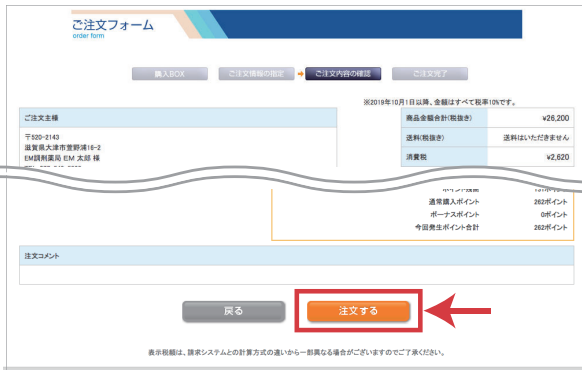 ご注文フォーム
order form
購入BOX ご注文情報の指定 ご注文内容の確認 ご注文完了
※2019年10月1日以降、金額はすべて税率10%です。
ご注文主様
〒520-2143
滋賀県大津市萱野浦16-2
EM調剤薬局 EM 太郎 様
商品金額合計(税抜き) ¥26,200
送料(税抜き) 送料はいただきません
消費税 ¥2,620
通常購入ポイント 262ポイント
ボーナスポイント 0ポイント
今回発生ポイント合計 262ポイント
注文コメント
戻る 注文する
表示税額は、請求システムとの計算方式の違いから一部異なる場合がございますのでご了承ください。